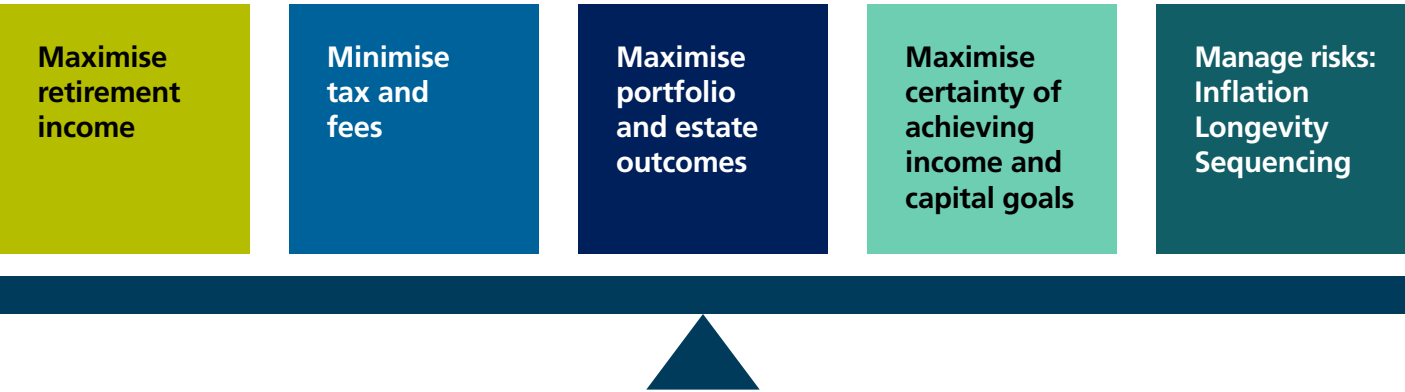 Maximise
retirement
income
Minimise
tax and
fees
Maximise
portfolio
and estate
outcomes
Maximise
certainty of
achieving
income and
capital goals
Manage risks:
Inflation
Longevity
Sequencing